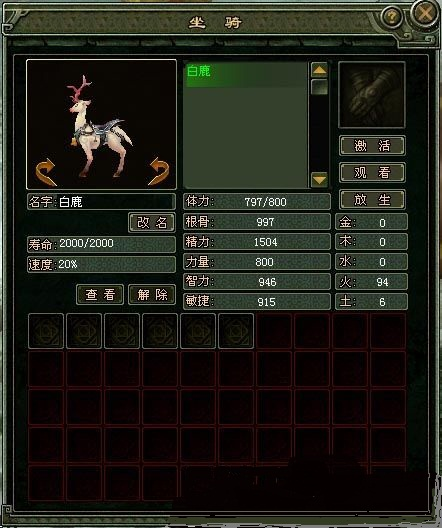 坐骑
白鹿
激活
观看
放生
名字:白鹿
改名
寿命:2000/2000
速度:20%
查看 解除
体力: 797/800
根骨: 997
精力: 1504
力量: 800
智力: 946
敏捷: 915
金: 0
木: 0
水: 0
火: 94
土: 6